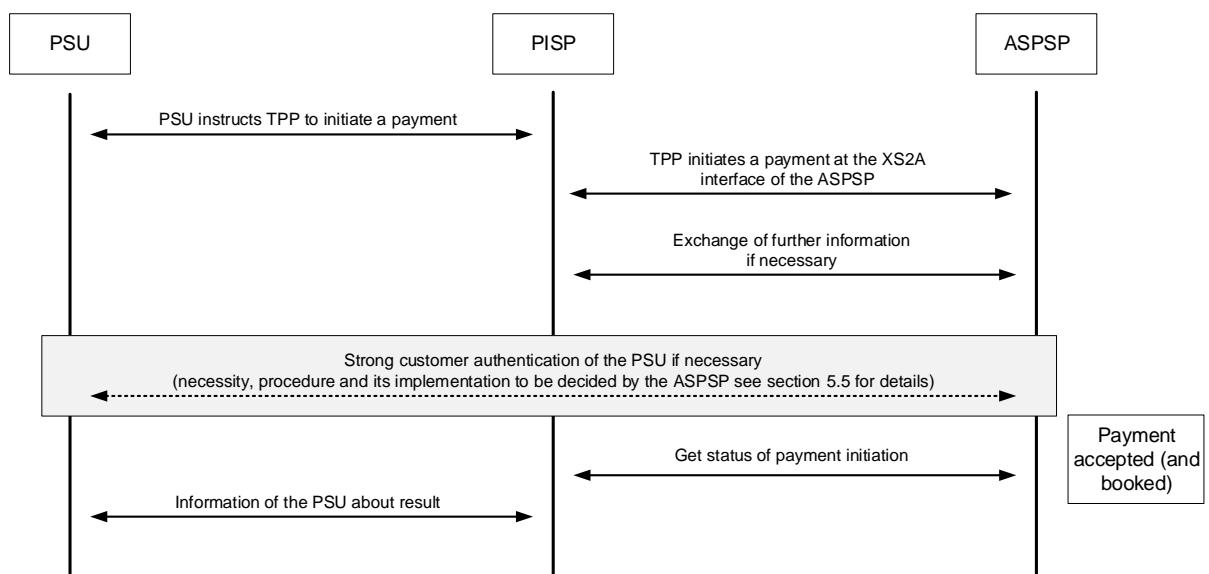 PSU
PISP
ASPSP
PSU instructs TPP to initiate a payment
TPP initiates a payment at the XS2A
interface of the ASPSP
Exchange of further information
if necessary
Strong customer authentication of the PSU if necessary
(necessity, procedure and its implementation to be decided by the ASPSP see section 5.5 for details)
Payment
accepted (and
booked)
Get status of payment initiation
Information of the PSU about result